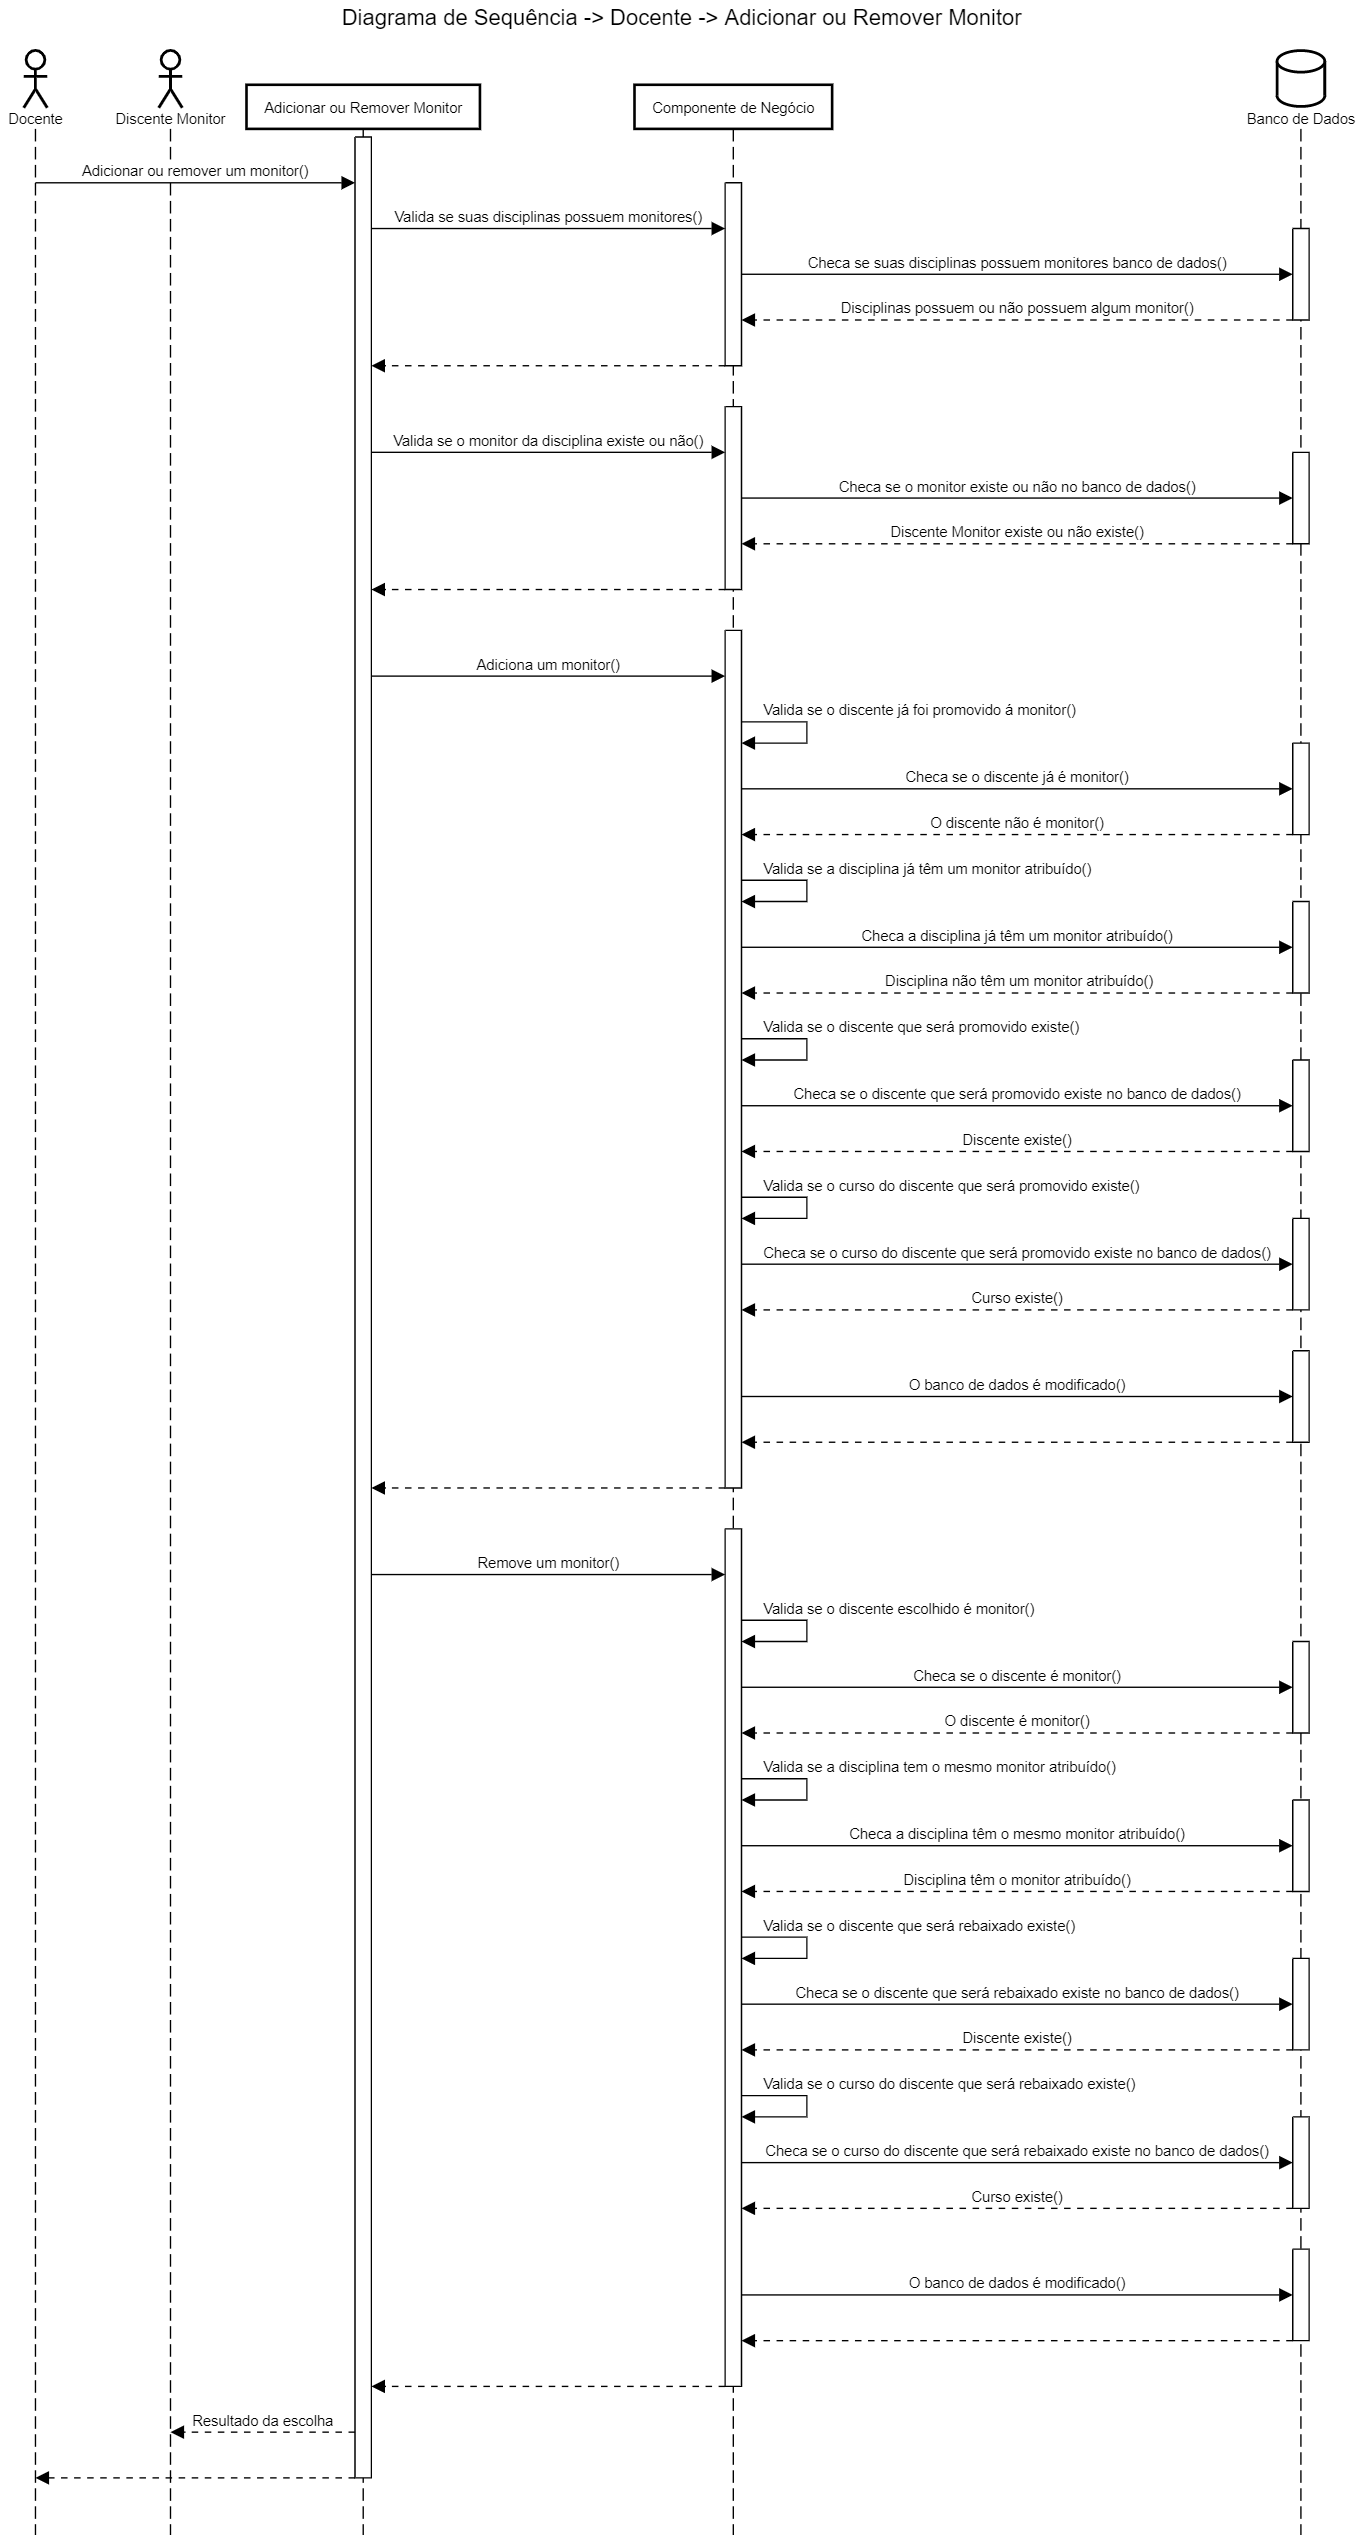 Diagrama de Sequência -> Docente -> Adicionar ou Remover Monitor
Docente
Discente Monitor
Adicionar ou Remover Monitor
Componente de Negócio
Banco de Dados
Adicionar ou remover um monitor()
Valida se suas disciplinas possuem monitores()
Checa se suas disciplinas possuem monitores banco de dados()
Disciplinas possuem ou não possuem algum monitor()
Valida se o monitor da disciplina existe ou não()
Checa se o monitor existe ou não no banco de dados()
Discente Monitor existe ou não existe()
Adiciona um monitor()
Valida se o discente já foi promovido á monitor()
Checa se o discente já é monitor()
O discente não é monitor()
Valida se a disciplina já têm um monitor atribuído()
Checa a disciplina já têm um monitor atribuído()
Disciplina não têm um monitor atribuído()
Valida se o discente que será promovido existe()
Checa se o discente que será promovido existe no banco de dados()
Discente existe()
Valida se o curso do discente que será promovido existe()
Checa se o curso do discente que será promovido existe no banco de dados()
Curso existe()
O banco de dados é modificado()
Remove um monitor()
Valida se o discente escolhido é monitor()
Checa se o discente é monitor()
O discente é monitor()
Valida se a disciplina tem o mesmo monitor atribuído()
Checa a disciplina têm o mesmo monitor atribuído()
Disciplina têm o monitor atribuído()
Valida se o discente que será rebaixado existe()
Checa se o discente que será rebaixado existe no banco de dados()
Discente existe()
Valida se o curso do discente que será rebaixado existe()
Checa se o curso do discente que será rebaixado existe no banco de dados()
Curso existe()
O banco de dados é modificado()
Resultado da escolha